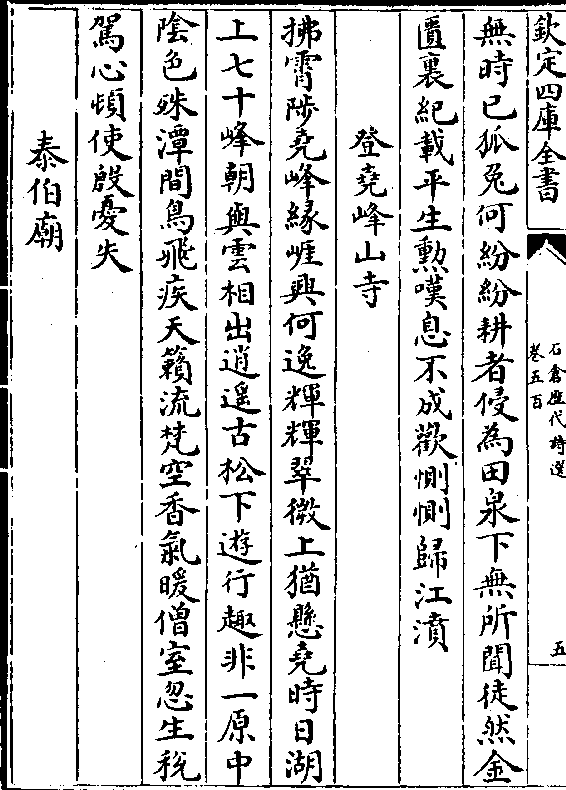 欽定四庫全書
石倉歷代詩選
卷五百
五
無時已狐兔何紛紛耕者侵為田泉下無所聞徒然金
匱裏紀載平生勲嘆息不成歡惻惻歸江濆
登堯峰山寺
拂霄陟堯峰縁崕興何逸輝輝翠微上猶懸堯時日湖
上七十峰朝與雲相出逍遥古松下遊行趣非一原中
陰色殊潭間鳥飛疾天籟流梵空香氣暖僧室忽生税
駕心頓使殷憂失
泰伯廟